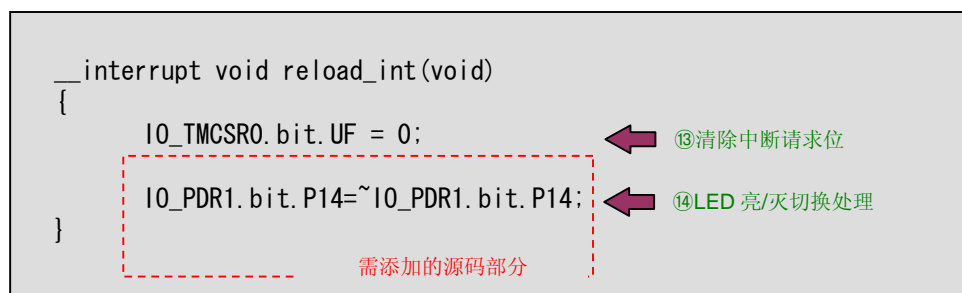 __interrupt void reload_int(void)
{
IO_TMCSR0.bit.UF = 0; ⑬清除中断请求位
IO_PDR1.bit.P14=~IO_PDR1.bit.P14; ⑭LED 亮/灭切换处理
}
需添加的源码部分